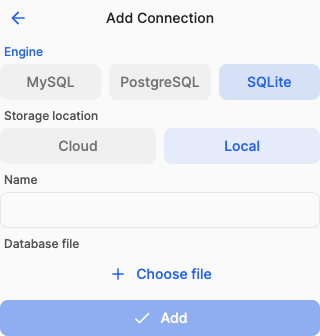 Add Connection
Engine
MySQL PostgreSQL SQLite
Storage location
Cloud Local
Name
Database file
Choose file
Add